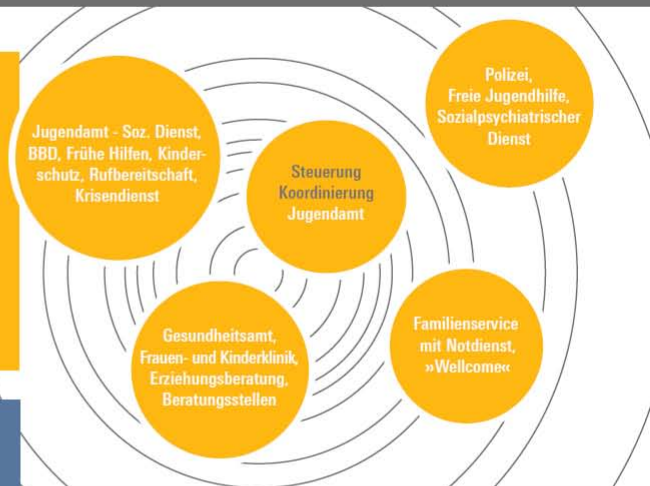 Jugendamt - Soz. Dienst,
BBD, Frühe Hilfen, Kinder-
schutz, Rufbereitschaft,
Krisendienst
Steuerung
Koordinierung
Jugendamt
Polizei,
Freie Jugendhilfe,
Sozialpsychiatrischer
Dienst
Gesundheitsamt,
Frauen- und Kinderklinik,
Erziehungsberatung,
Beratungsstellen
Familienservice
mit Notdienst,
»Wellcome«